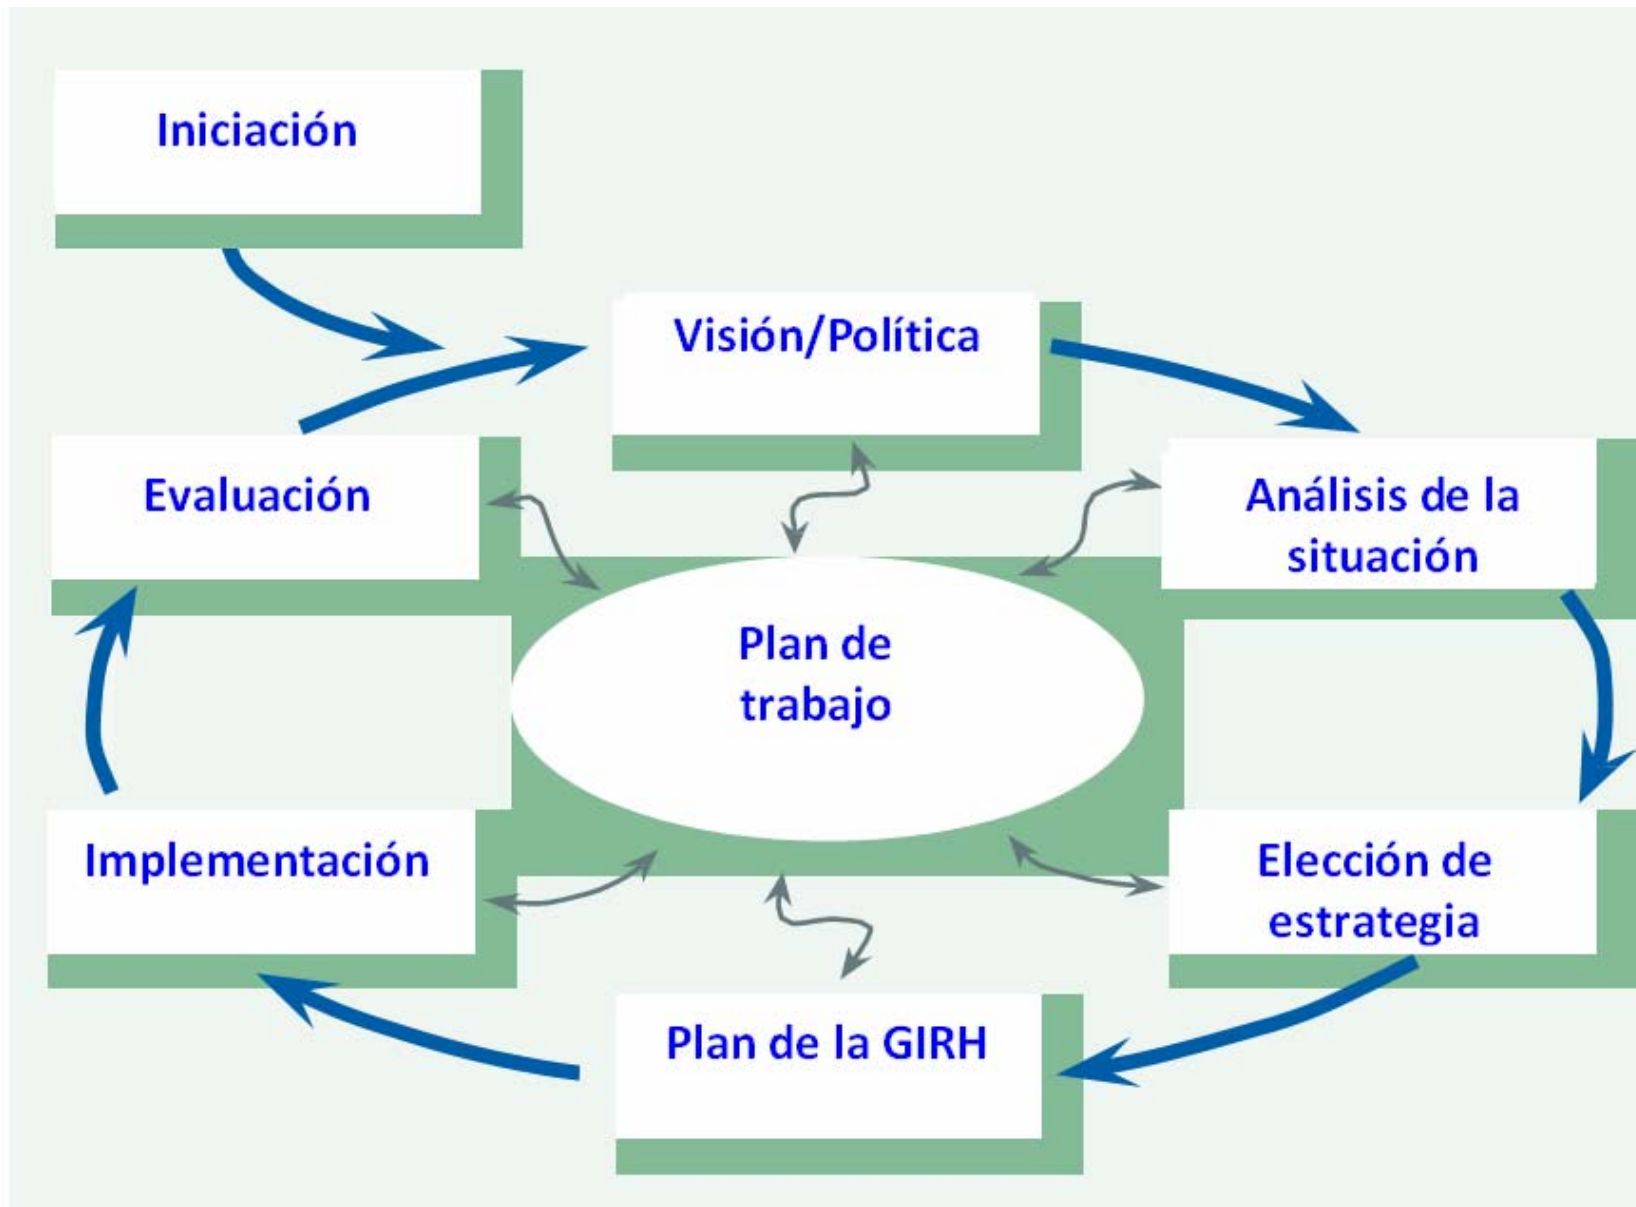 Iniciación
Visión/Política
Evaluación
Análisis de la
situación
Plan de
trabajo
Implementación
Elección de
estrategia
Plan de la GIRH